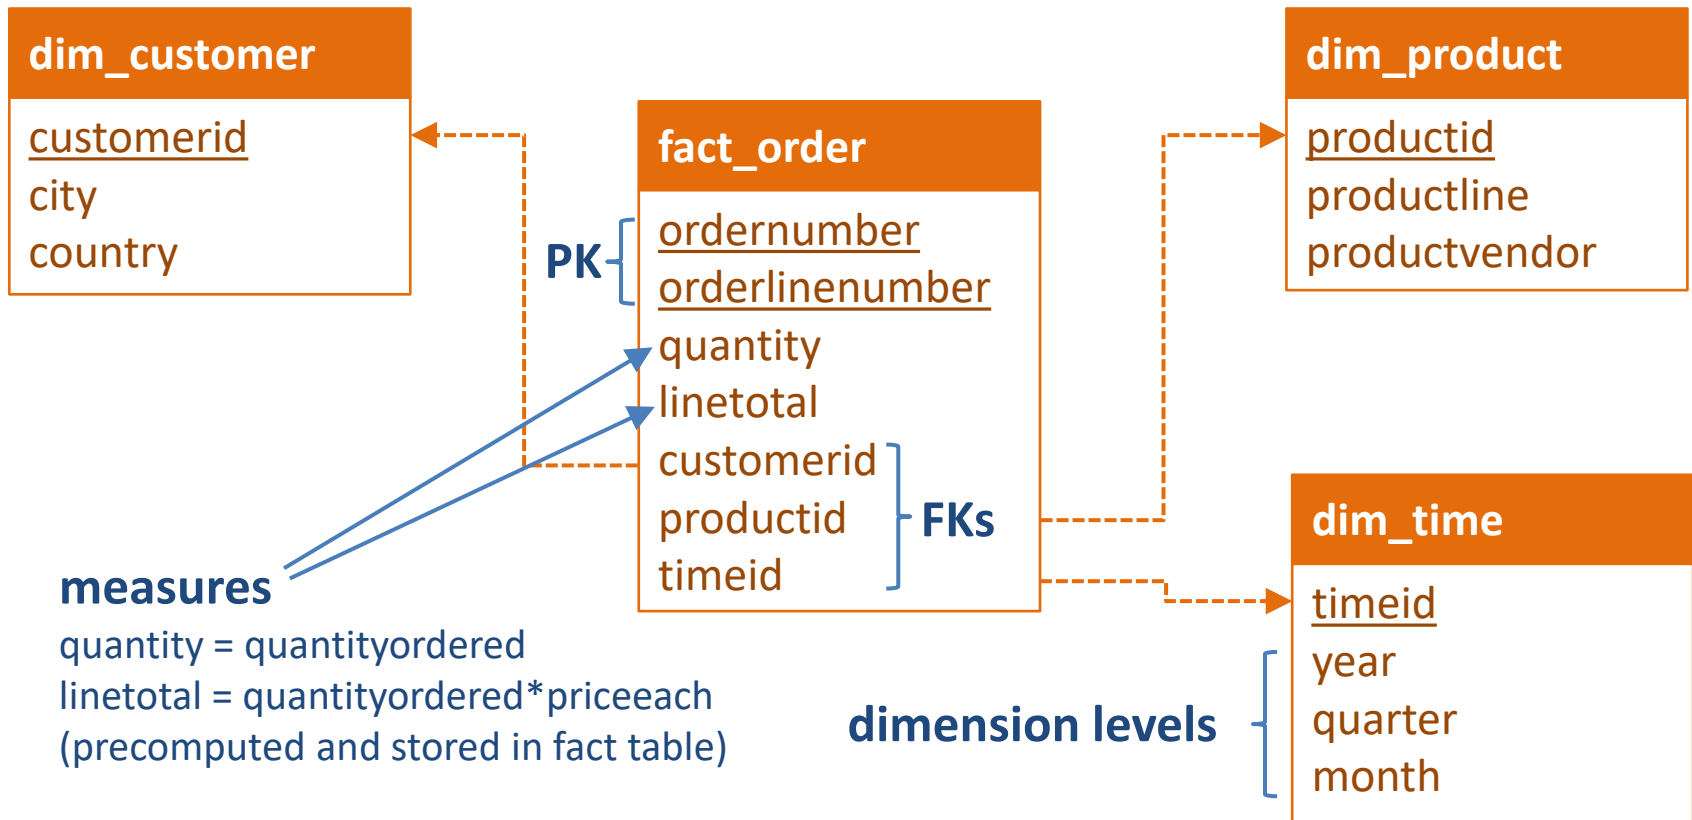 dim_customer
customerid
city
country
fact_order
PK
ordernumber
orderlinenumber
quantity
linetotal
customerid
productid
timeid
FKs
dim_product
productid
productline
productvendor
measures
quantity = quantityordered
linetotal = quantityordered*priceeach
(precomputed and stored in fact table)
dimension levels
dim_time
timeid
year
quarter
month